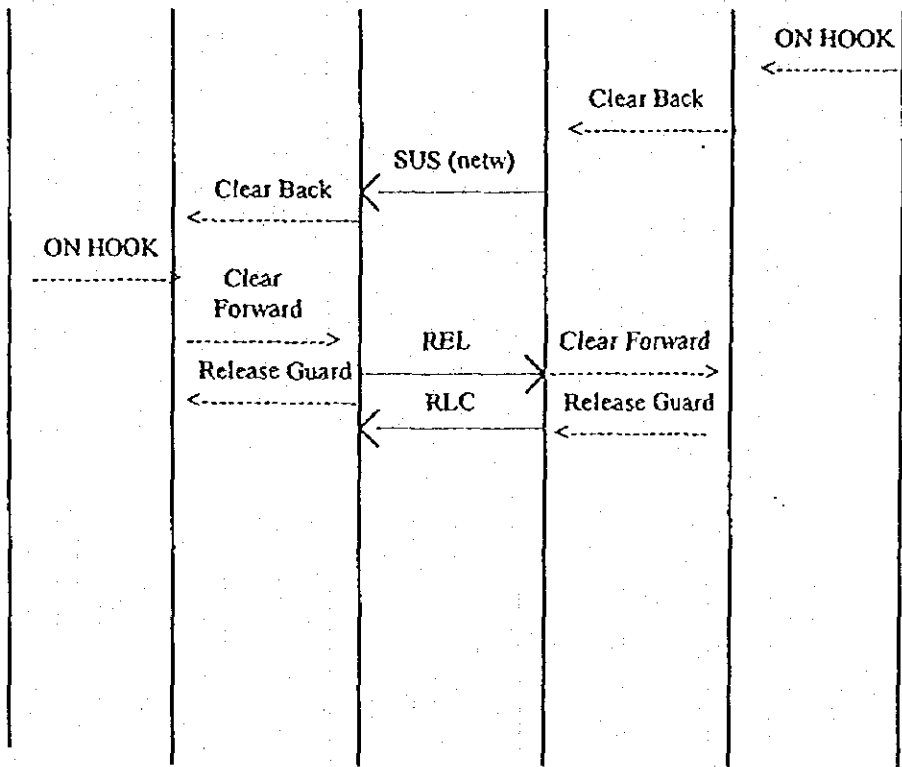 ON HOOK
Clear Back
SUS (netw)
Clear Back
ON HOOK
Clear
Forward
REL
Clear Forward
Release Guard
RLC
Release Guard